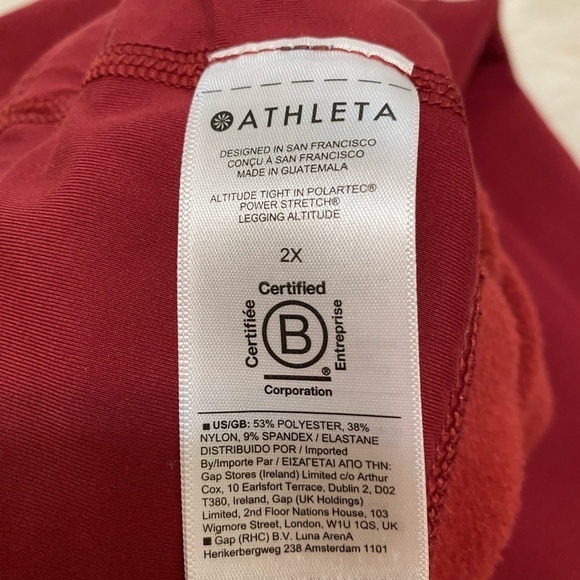 ATHLETA
DESIGNED IN SAN FRANCISCO
CONÇU À SAN FRANCISCO
MADE IN GUATEMALA
ALTITUDE TIGHT IN POLARTEC®
POWER STRETCH®
LEGGING ALTITUDE
2X
Certified
Certifiée
B
Entreprise
®
Corporation
■ US/GB: 53% POLYESTER, 38%
NYLON, 9% SPANDEX / ELASTANE
DISTRIBUIDO POR / Imported
By/Importe Par / ΕΙΣΑΓΕΤΑΙ ΑΠΟ ΤΗΝ:
Gap Stores (Ireland) Limited c/o Arthur
Cox, 10 Earlsfort Terrace, Dublin 2, D02
T380, Ireland, Gap (UK Holdings)
Limited, 2nd Floor Nations House, 103
Wigmore Street, London, W1U 1QS, UK
■ Gap (RHC) B.V. Luna ArenA
Herikerbergweg 238 Amsterdam 1101